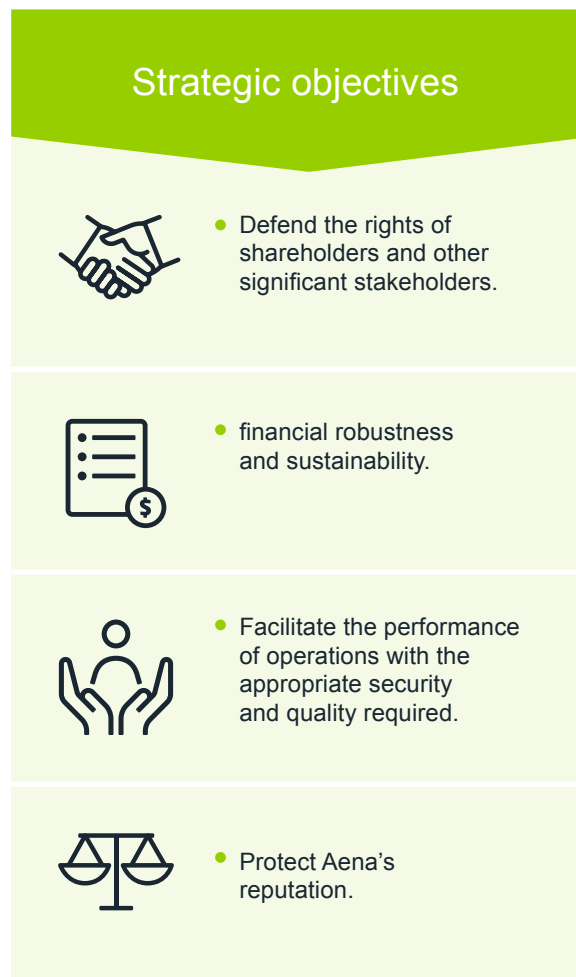 Strategic objectives
• Defend the rights of
shareholders and other
significant stakeholders.
$
• financial robustness
and sustainability.
• Facilitate the performance
of operations with the
appropriate security
and quality required.
• Protect Aena’s
reputation.